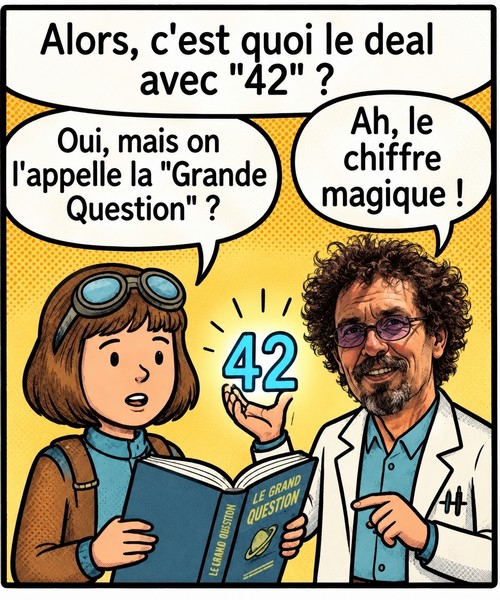 Alors, c'est quoi le deal
avec "42" ?
Oui, mais on
l'appelle la "Grande
Question" ?
Ah, le
chiffre
magique !
42
LE GRAND QUESTION
LE GRAND
QUESTION